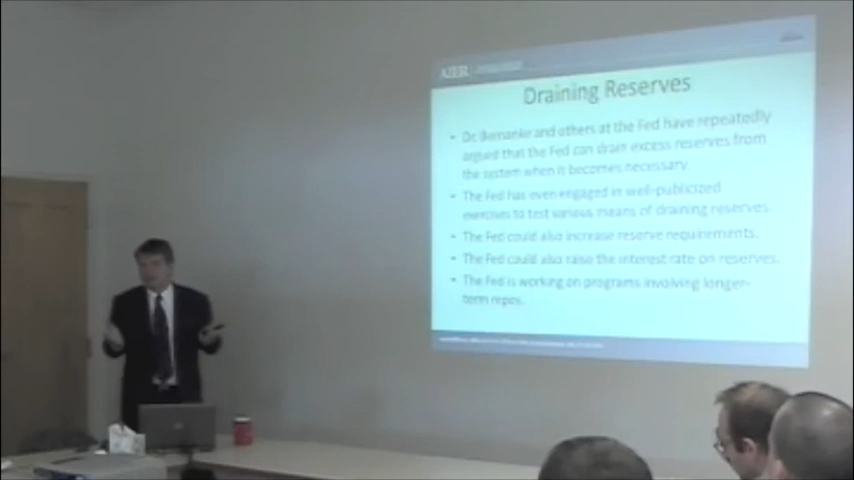 AIER
Draining Reserves
• Dr. Bernanke and others at the Fed have repeatedly
argued that the Fed can drain excess reserves from
the system when it becomes necessary.
• The Fed has even engaged in well-publicized
exercises to test various means of draining reserves.
• The Fed could also increase reserve requirements.
• The Fed could also raise the interest rate on reserves.
• The Fed is working on programs involving longer-
term repos.